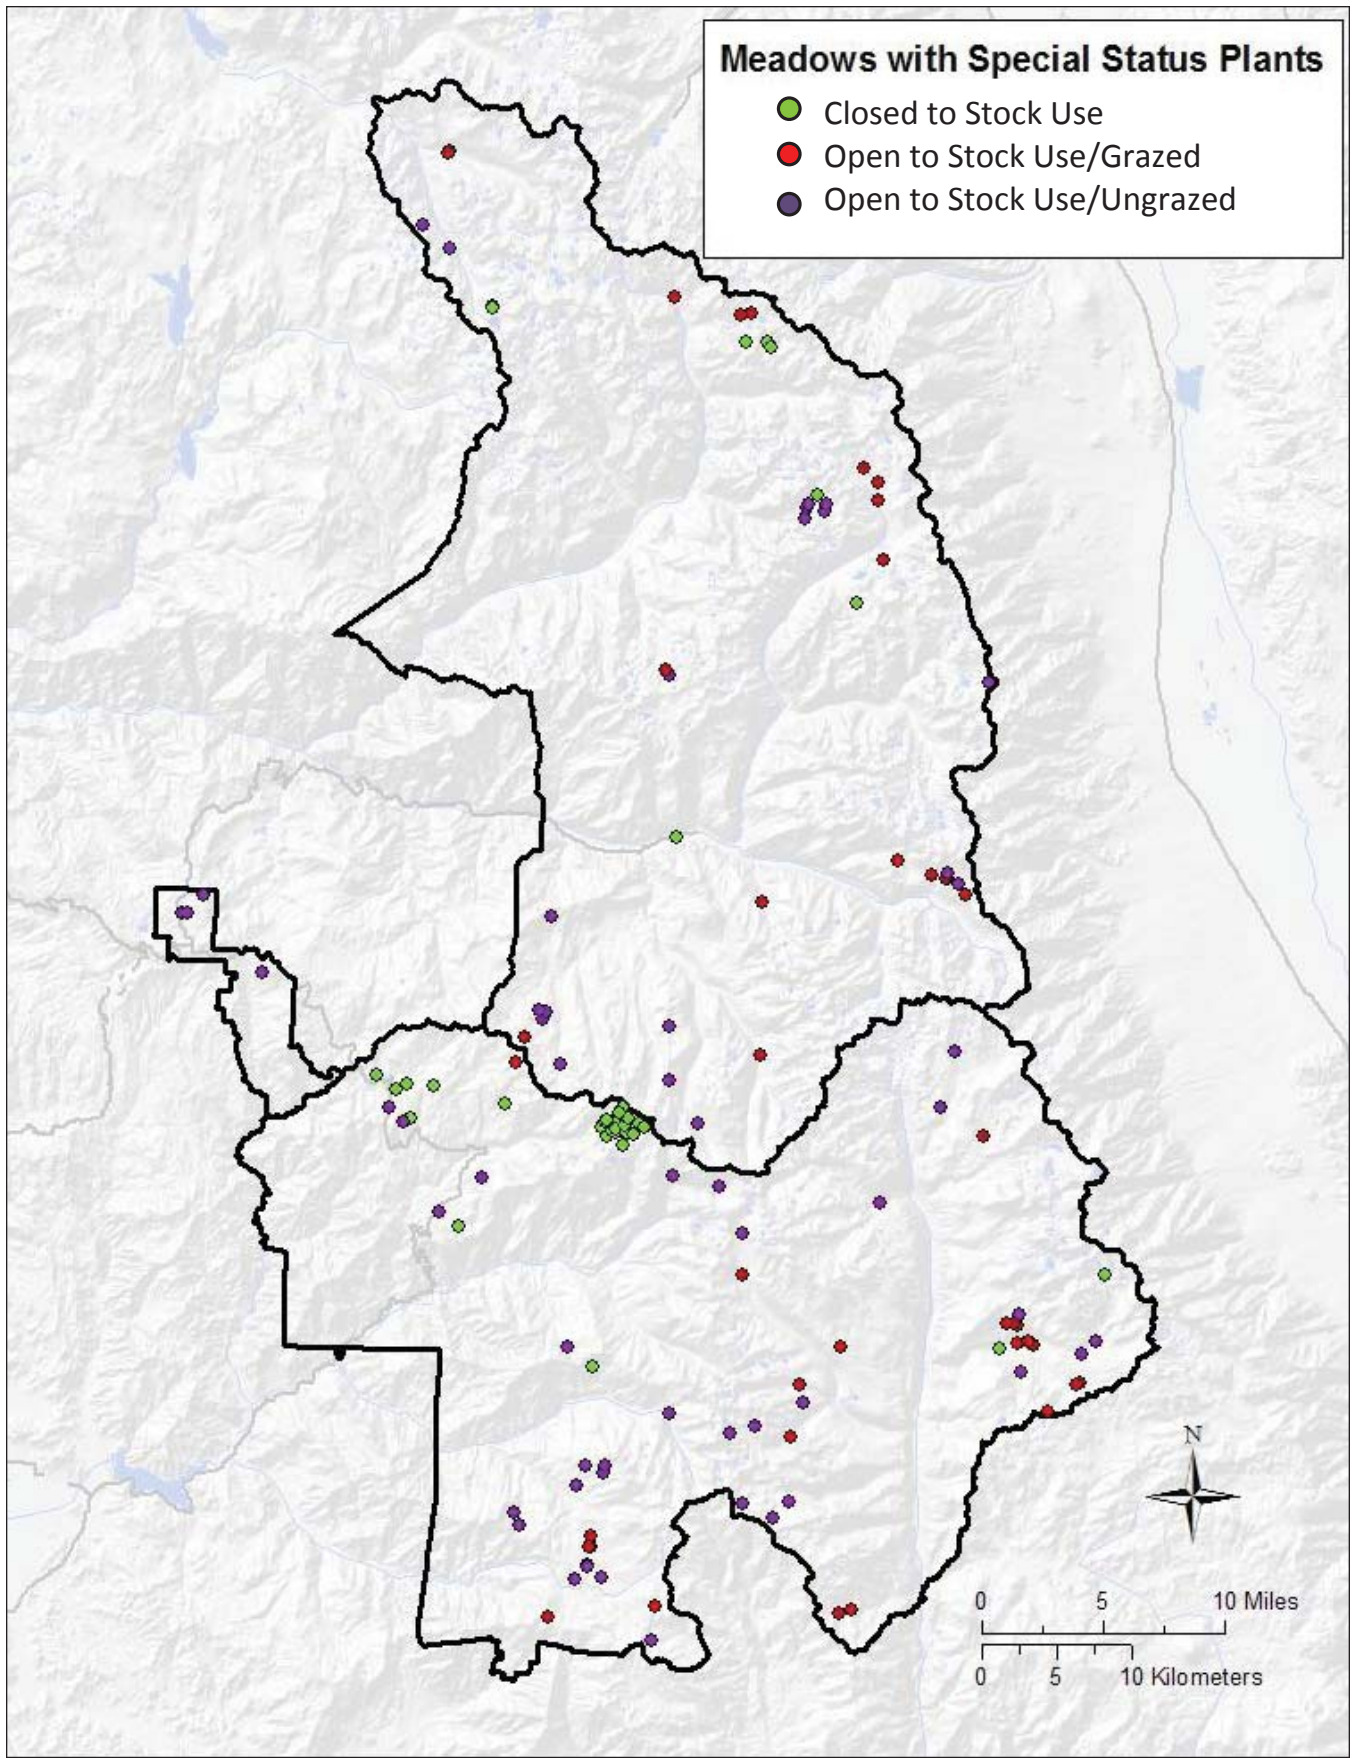 Meadows with Special Status Plants
Closed to Stock Use
Open to Stock Use/Grazed
Open to Stock Use/Ungrazed
N
0 5 10 Miles
0 5 10 Kilometers